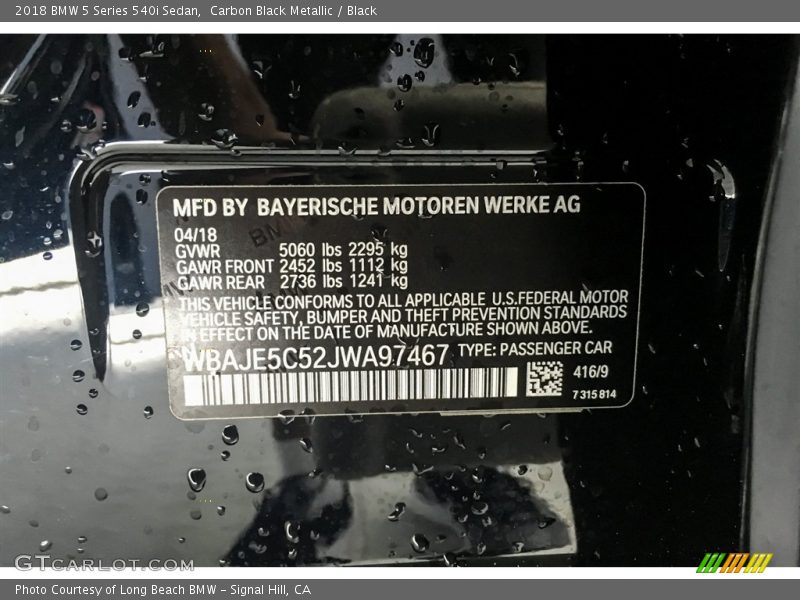 2018 BMW 5 Series 540i Sedan, Carbon Black Metallic / Black
MFD BY BAYERISCHE MOTOREN WERKE AG
04/18
GVWR 5060 lbs 2295 kg
GAWR FRONT 2452 lbs 1112 kg
GAWR REAR 2736 lbs 1241 kg
THIS VEHICLE CONFORMS TO ALL APPLICABLE U.S.FEDERAL MOTOR
VEHICLE SAFETY, BUMPER AND THEFT PREVENTION STANDARDS
IN EFFECT ON THE DATE OF MANUFACTURE SHOWN ABOVE.
WBAJE5C52JWA97467 TYPE: PASSENGER CAR
416/9
7 315 814
GTCARLOT.COM
Photo Courtesy of Long Beach BMW - Signal Hill, CA